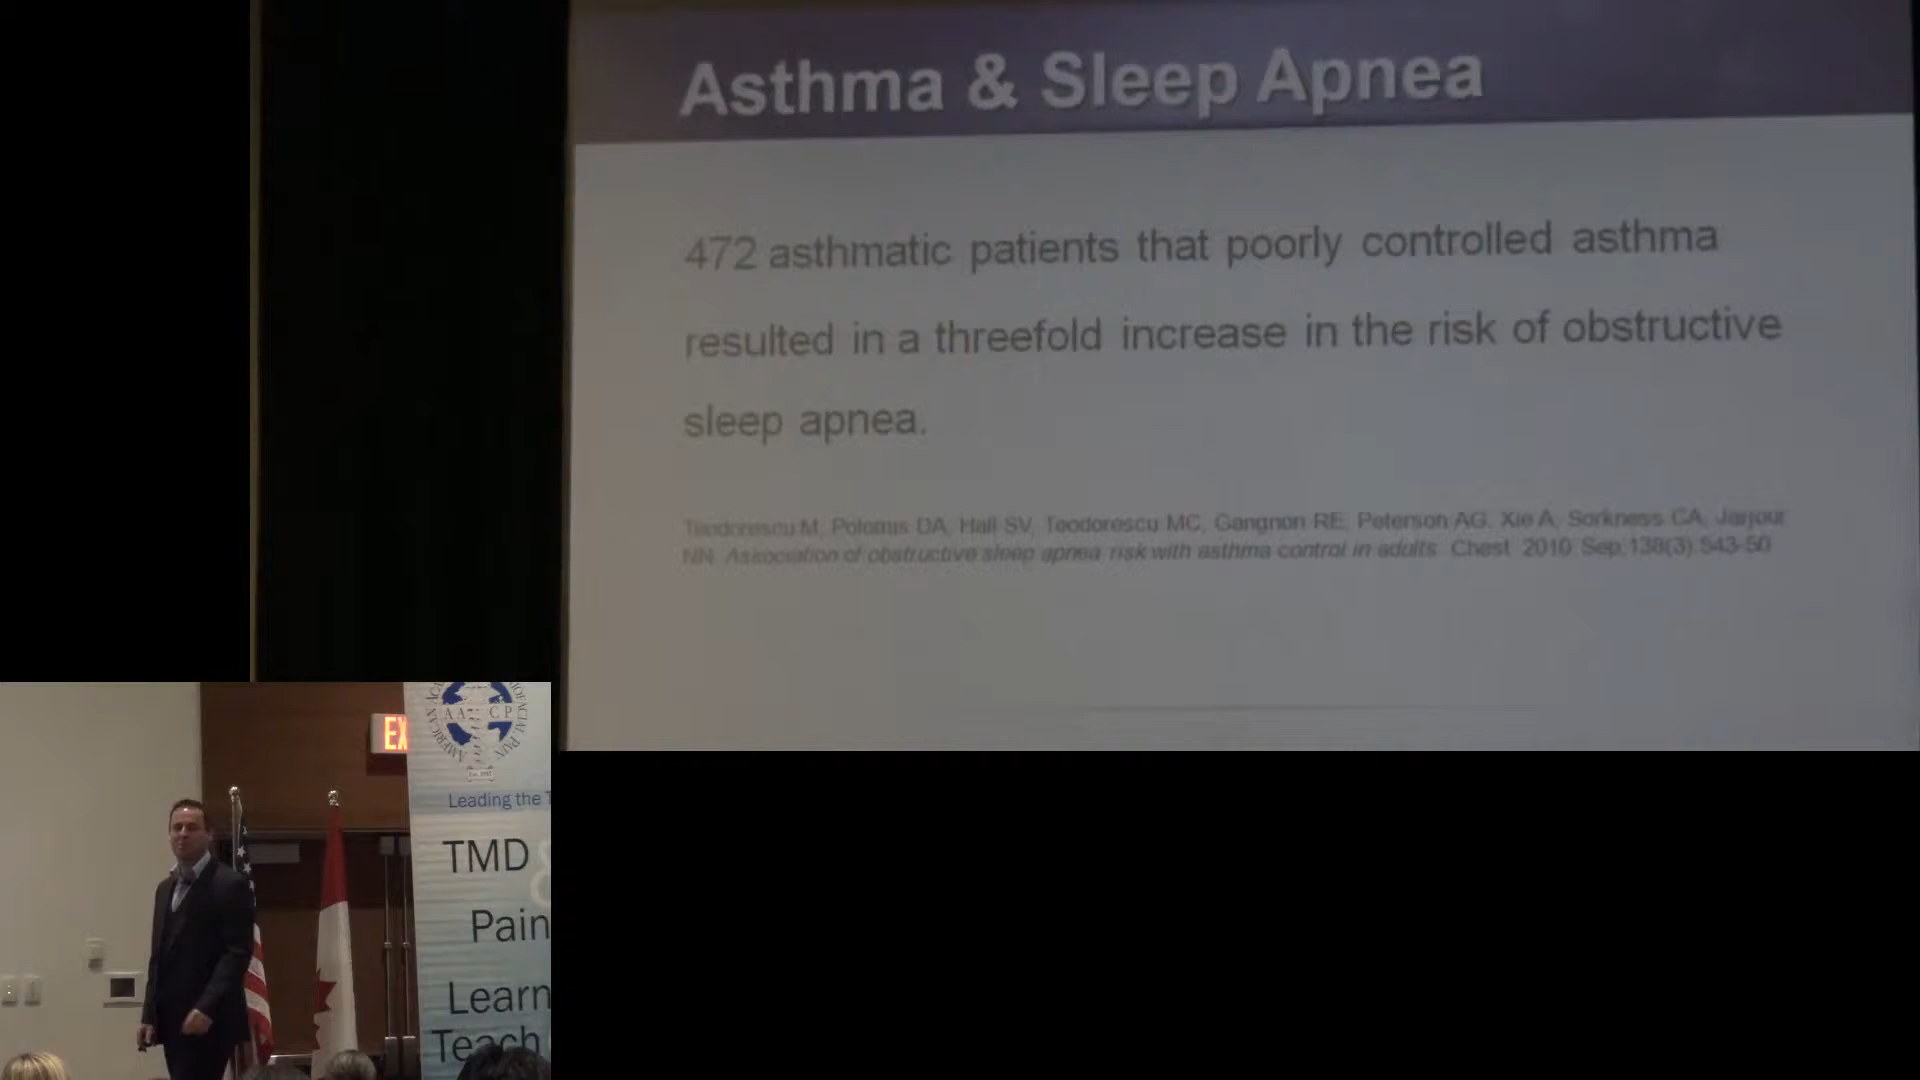 Asthma & Sleep Apnea
472 asthmatic patients that poorly controlled asthma
resulted in a threefold increase in the risk of obstructive
sleep apnea.
Teodorescu M, Polomis DA, Hall SV, Teodorescu MC, Gangnon RE, Peterson AG, Xie A, Sorkness CA, Jarjour
NN. Association of obstructive sleep apnea risk with asthma control in adults. Chest. 2010 Sep;138(3):543-50
EX
AMERICAN
PAIN
Leading the
TMD &
Pain
Learn
Teach